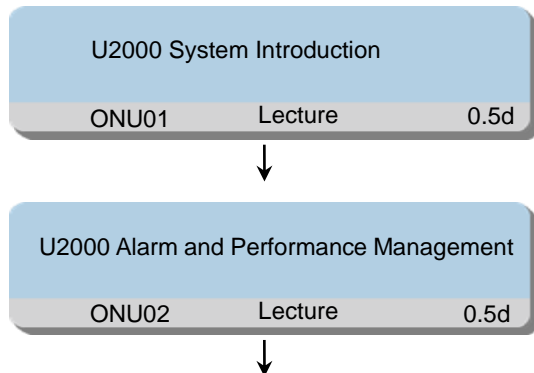 U2000 System Introduction
ONU01 Lecture 0.5d
U2000 Alarm and Performance Management
ONU02 Lecture 0.5d